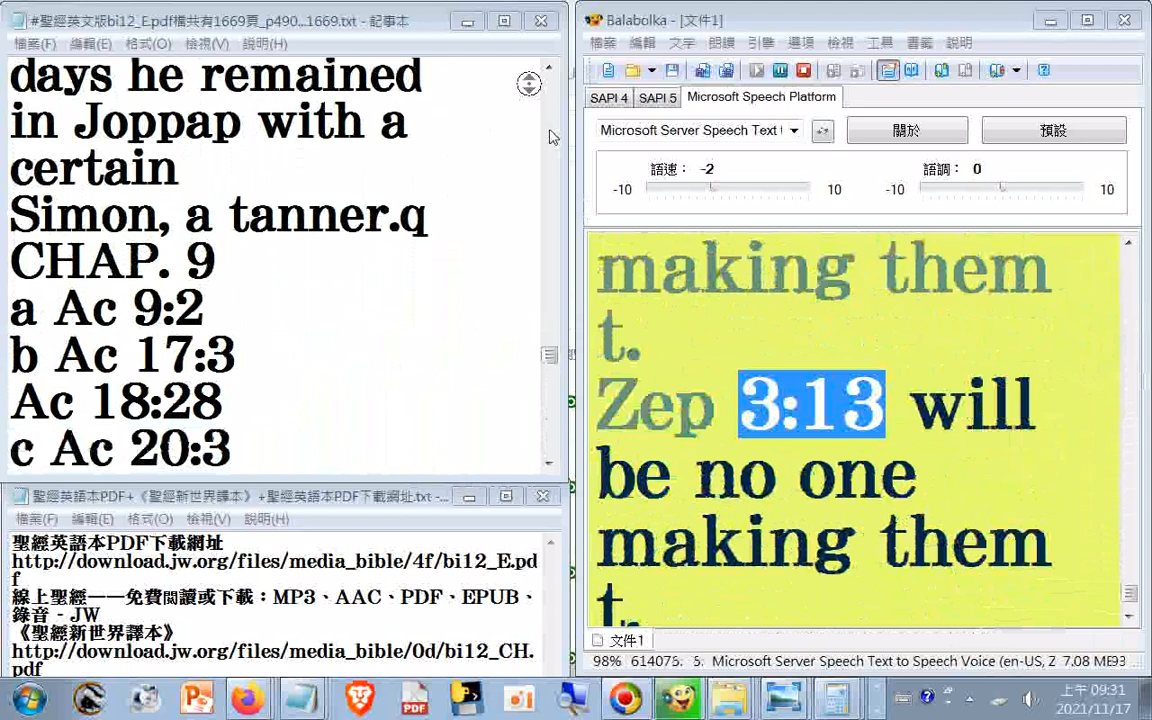 #聖經英文版bi12_E.pdf檔共有1669頁_p490,..1669.txt - 記事本
檔案(F) 編輯(E) 格式(O) 檢視(V) 說明(H)
days he remained
in Joppap with a
certain
Simon, a tanner.q
CHAP. 9
a Ac 9:2
b Ac 17:3
Ac 18:28
c Ac 20:3
聖經英語本PDF+《聖經新世界譯本》+聖經英語本PDF下載網址.txt -...
檔案(F) 編輯(E) 格式(O) 檢視(V) 說明(H)
聖經英語本PDF下載網址
http://download.jw.org/files/media_bible/4f/bi12_E.pd
f
線上聖經——免費閱讀或下載：MP3、AAC、PDF、EPUB、
錄音 - JW
《聖經新世界譯本》
http://download.jw.org/files/media_bible/0d/bi12_CH.
pdf
Balabolka - [文件1]
檔案 編輯 文字 朗讀 引擎 選項 檢視 工具 書籤 說明
SAPI 4 SAPI 5 Microsoft Speech Platform
Microsoft Server Speech Text 關於 預設
語速： -2 語調： 0
-10 10 -10 10
making them
t.
Zep 3:13 will
be no one
making them
t.
文件1
98% 614075. 5: Microsoft Server Speech Text to Speech Voice (en-US, Z 7.08 ME93
PDF
上午 09:31
2021/11/17